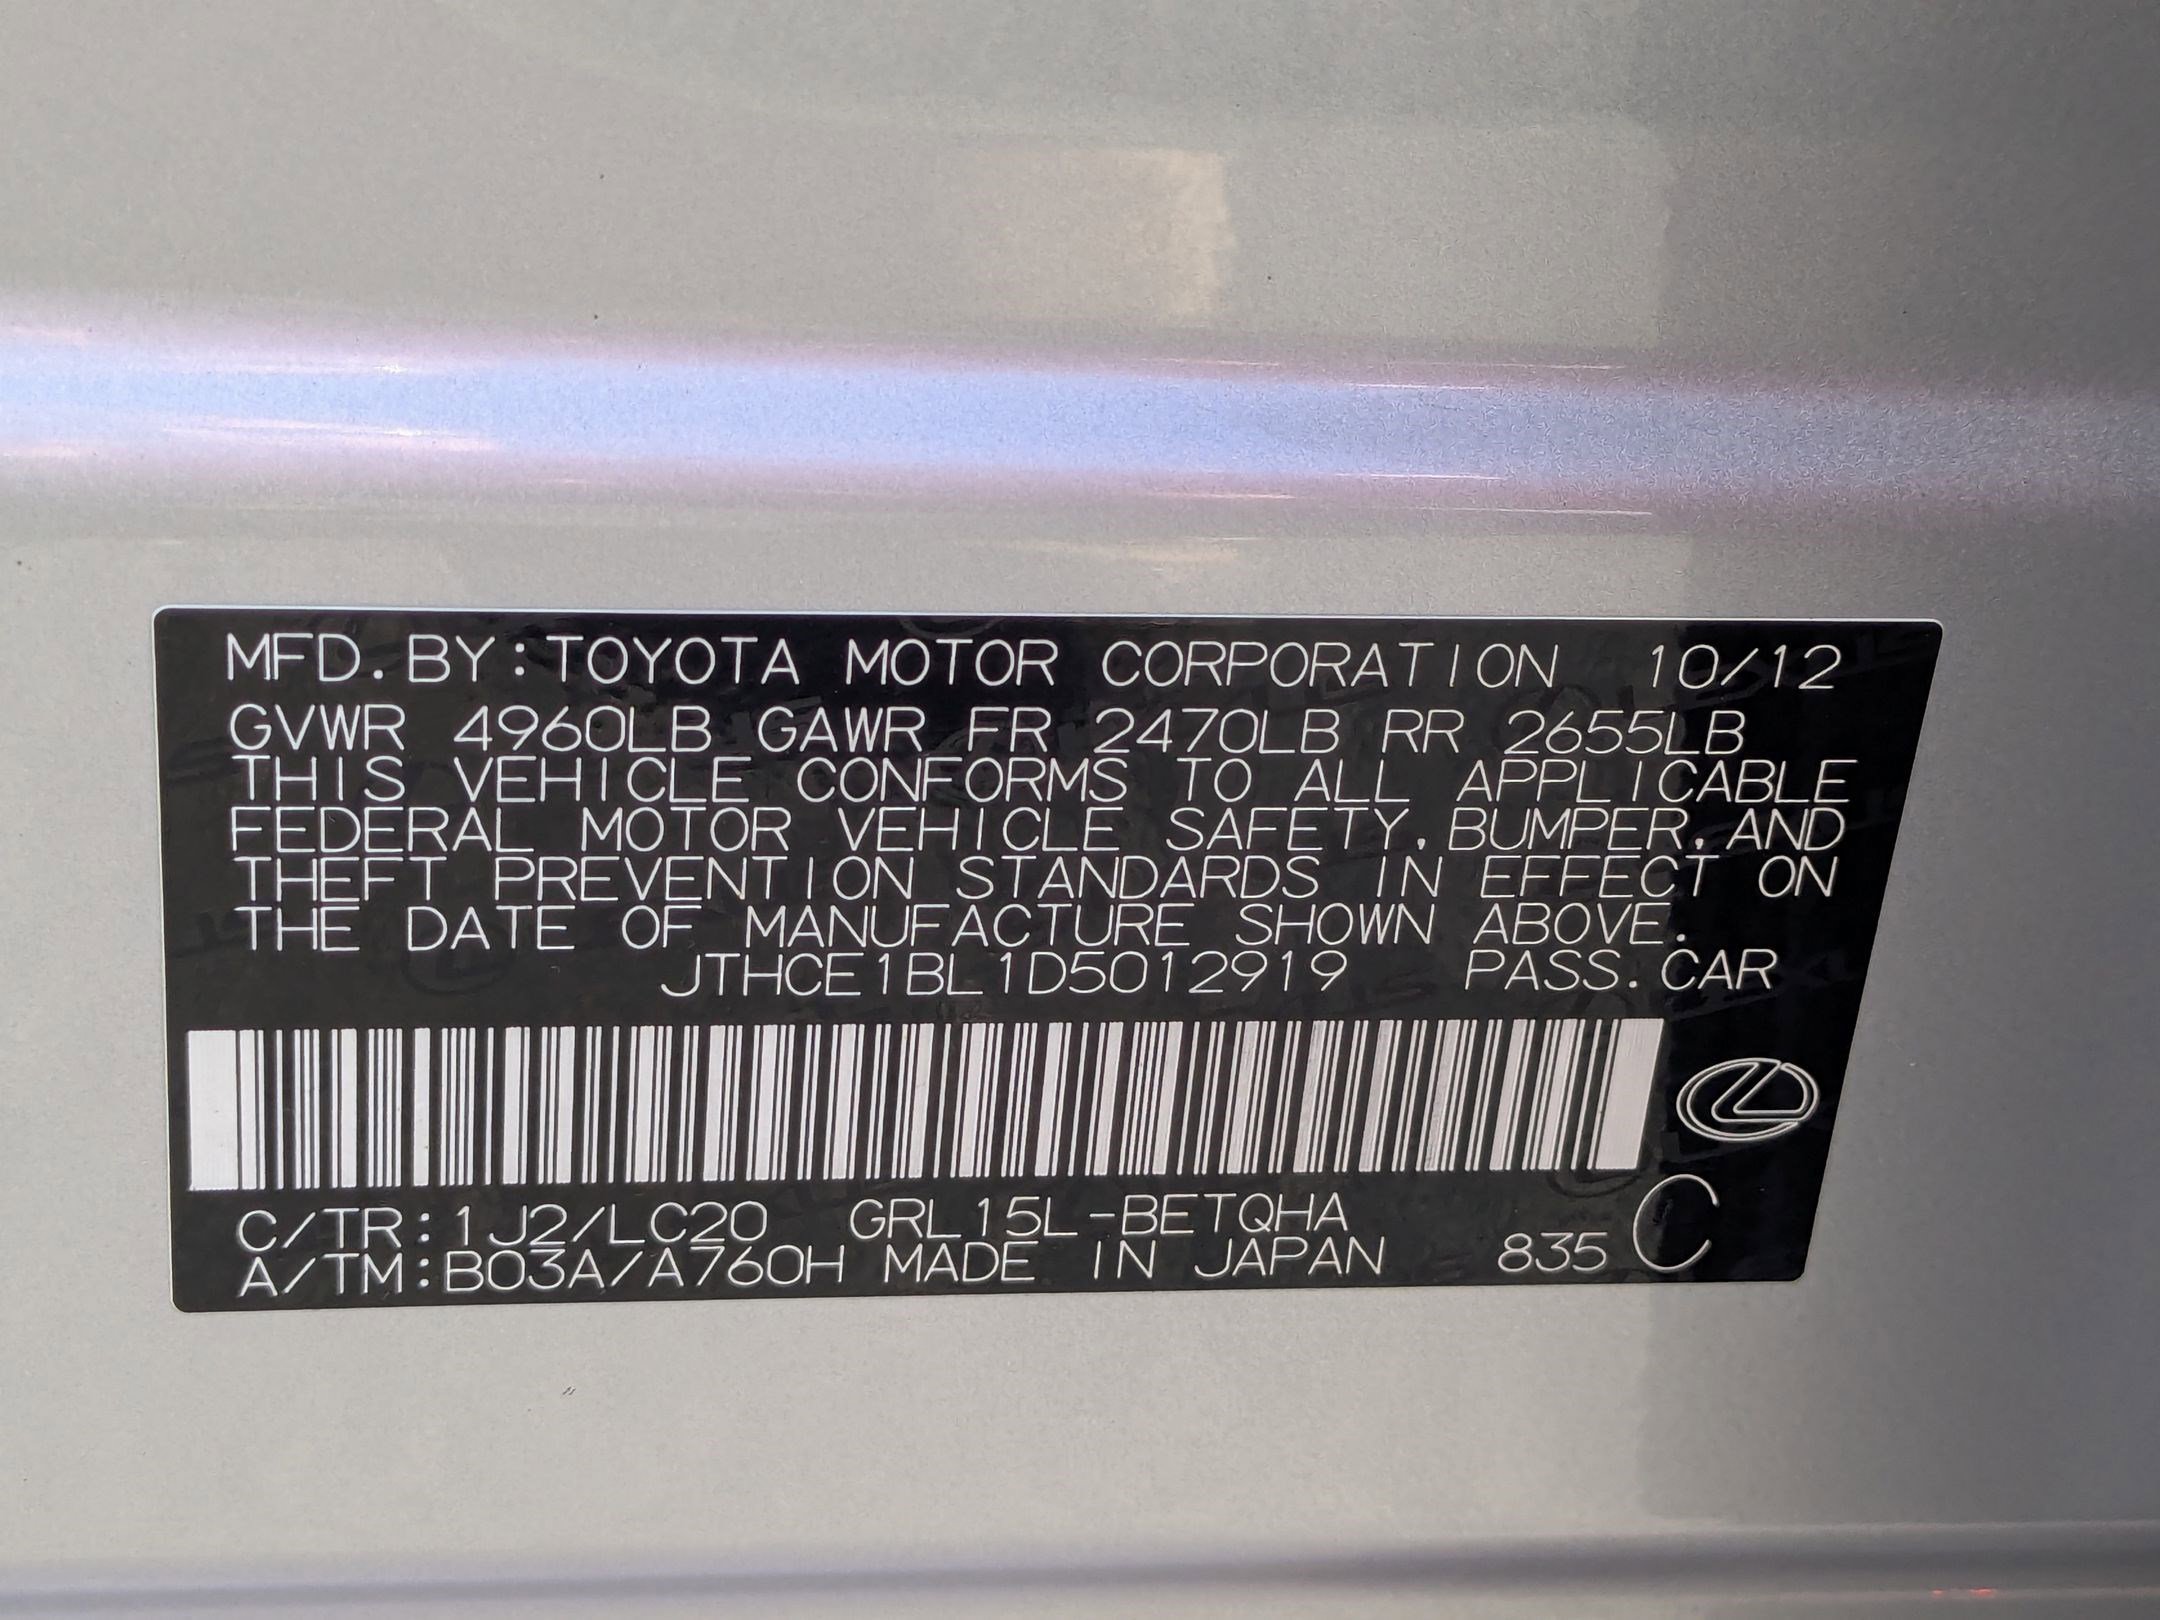 MFD.BY:TOYOTA MOTOR CORPORATION 10/12
GVWR 4960LB GAWR FR 2470LB RR 2655LB
THIS VEHICLE CONFORMS TO ALL APPLICABLE
FEDERAL MOTOR VEHICLE SAFETY,BUMPER,AND
THEFT PREVENTION STANDARDS IN EFFECT ON
THE DATE OF MANUFACTURE SHOWN ABOVE.
JTHCE1BL1D5012919 PASS.CAR
C/TR:1J2/LC20 GRL15L-BETQHA
A/TM:B03A/A760H MADE IN JAPAN 835 C